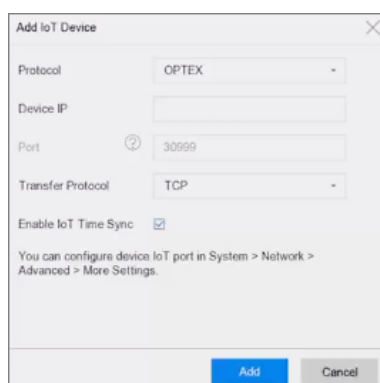 Add IoT Device
Protocol OPTEX
Device IP
Port 30999
Transfer Protocol TCP
Enable IoT Time Sync
You can configure device IoT port in System > Network >
Advanced > More Settings.
Add Cancel